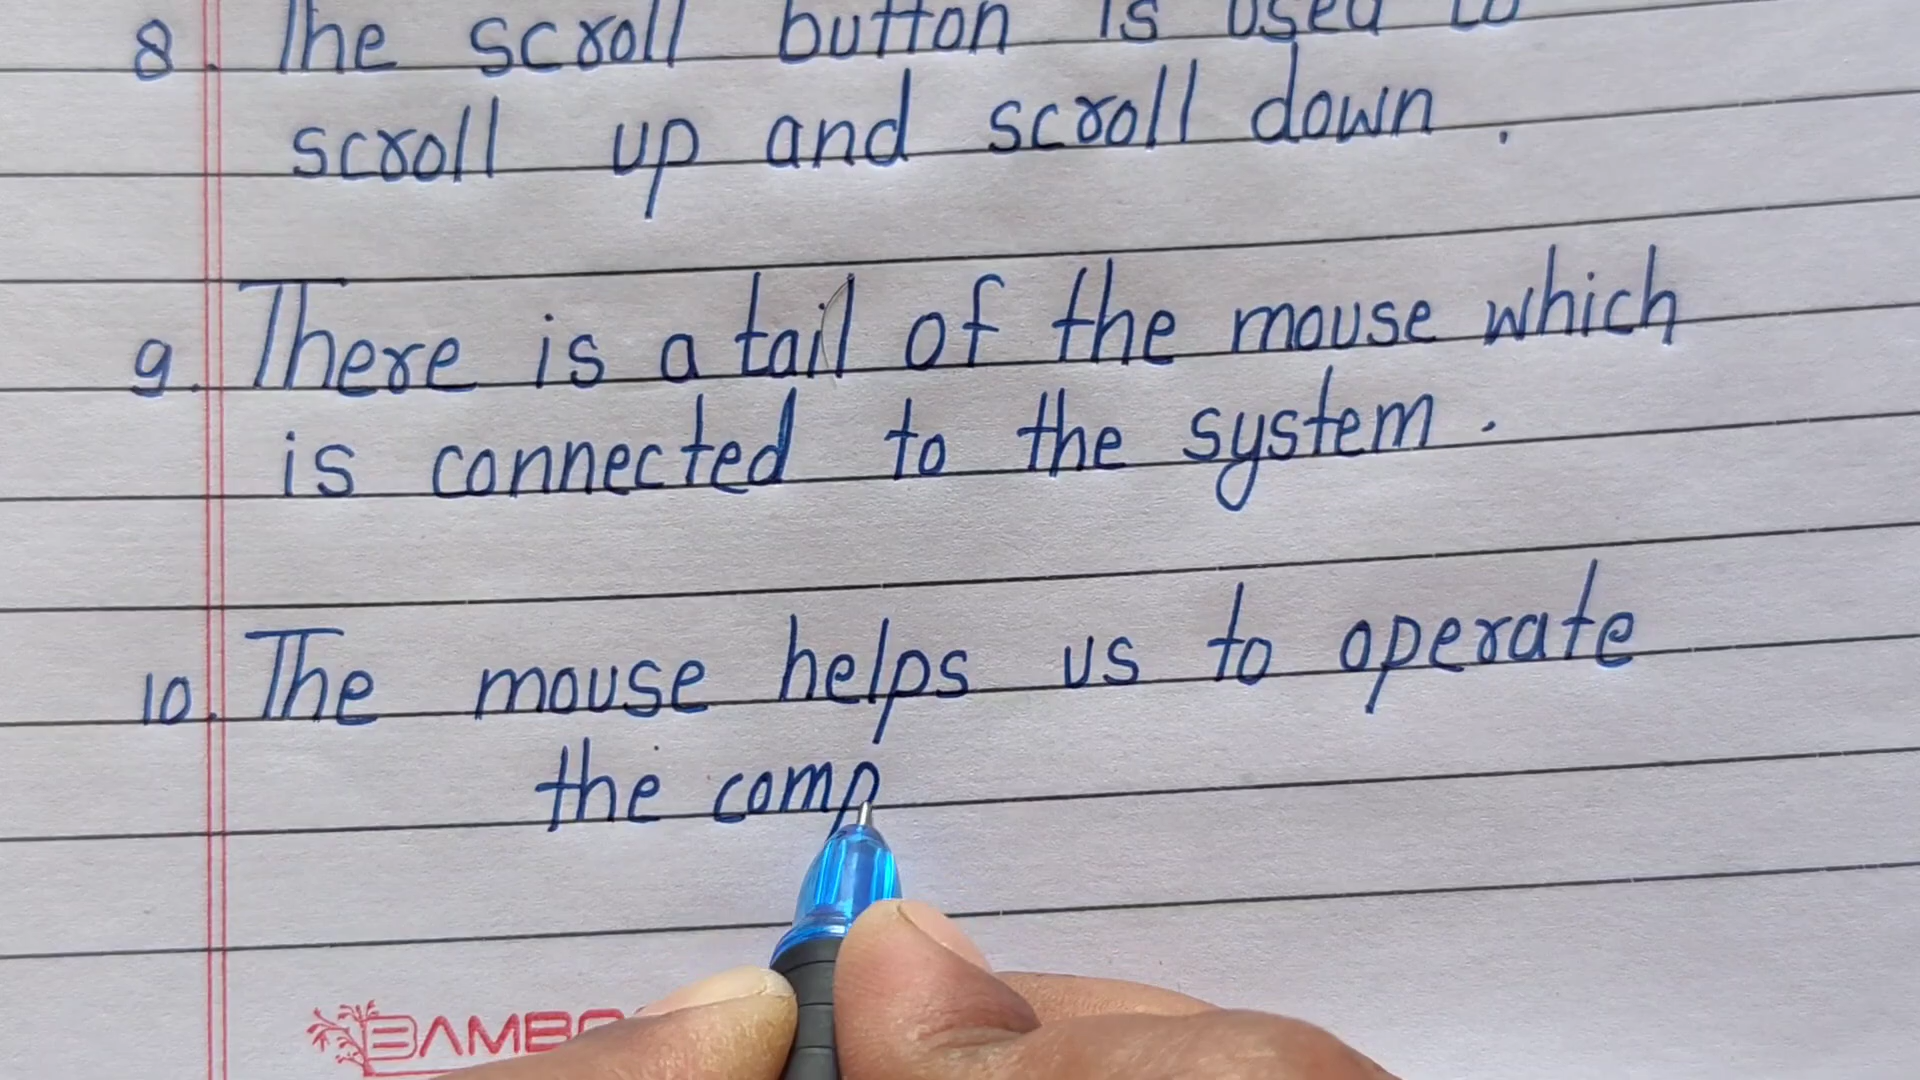 8. The scroll button is used to
scroll up and scroll down.
9. There is a tail of the mouse which
is connected to the system.
10. The mouse helps us to operate
the comp
BAMBO